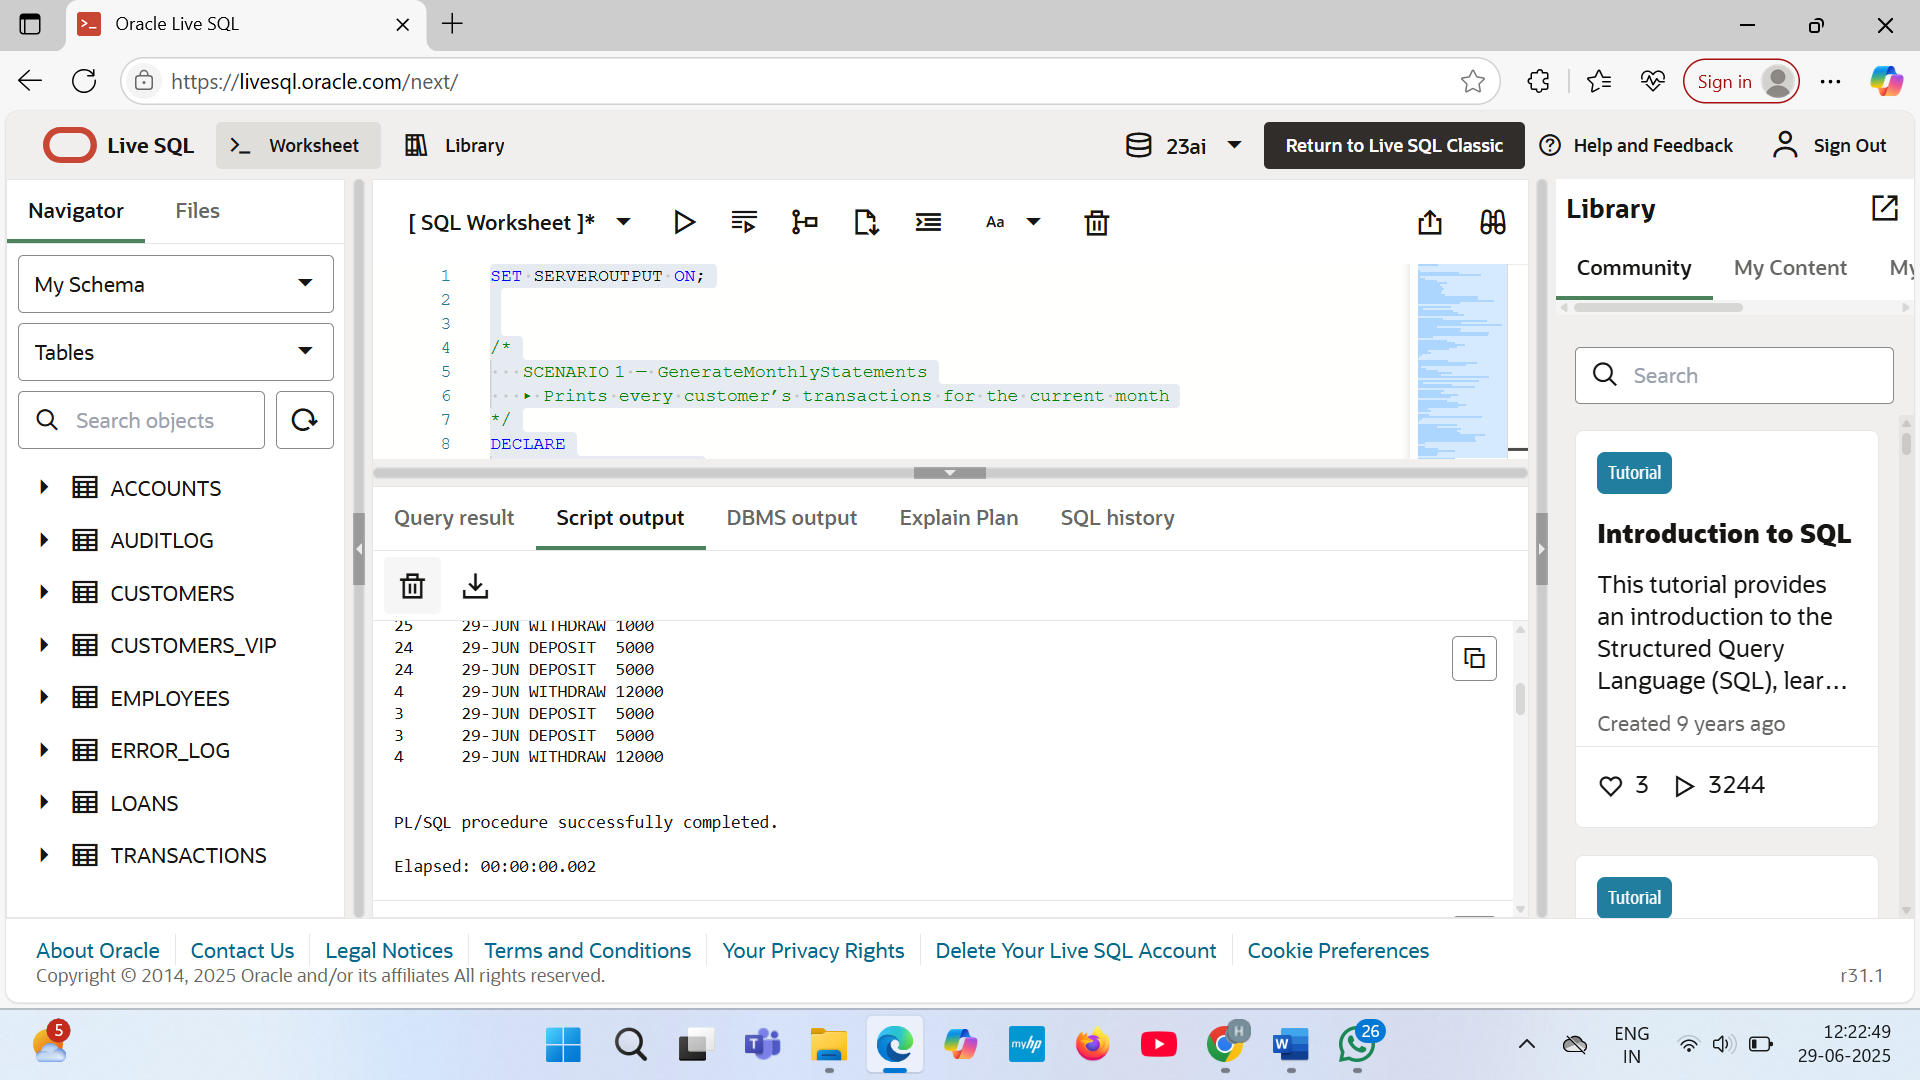 Oracle Live SQL
https://livesql.oracle.com/next/
Sign in
Live SQL
Worksheet
Library
23ai
Return to Live SQL Classic
Help and Feedback
Sign Out
Navigator
Files
My Schema
Tables
Search objects
ACCOUNTS
AUDITLOG
CUSTOMERS
CUSTOMERS_VIP
EMPLOYEES
ERROR_LOG
LOANS
TRANSACTIONS
[ SQL Worksheet ]*
Aa
1 SET SERVEROUTPUT ON;
2
3
4 /*
5 SCENARIO 1 — GenerateMonthlyStatements
6 ▸ Prints every customer’s transactions for the current month
7 */
8 DECLARE
Query result
Script output
DBMS output
Explain Plan
SQL history
25 29-JUN WITHDRAW 1000
24 29-JUN DEPOSIT 5000
24 29-JUN DEPOSIT 5000
4 29-JUN WITHDRAW 12000
3 29-JUN DEPOSIT 5000
3 29-JUN DEPOSIT 5000
4 29-JUN WITHDRAW 12000
PL/SQL procedure successfully completed.
Elapsed: 00:00:00.002
Library
Community
My Content
My
Search
Tutorial
Introduction to SQL
This tutorial provides
an introduction to the
Structured Query
Language (SQL), lear...
Created 9 years ago
3
3244
Tutorial
About Oracle
Contact Us
Legal Notices
Terms and Conditions
Your Privacy Rights
Delete Your Live SQL Account
Cookie Preferences
Copyright © 2014, 2025 Oracle and/or its affiliates All rights reserved.
r31.1
5
myhp
H
W
26
ENG
IN
12:22:49
29-06-2025